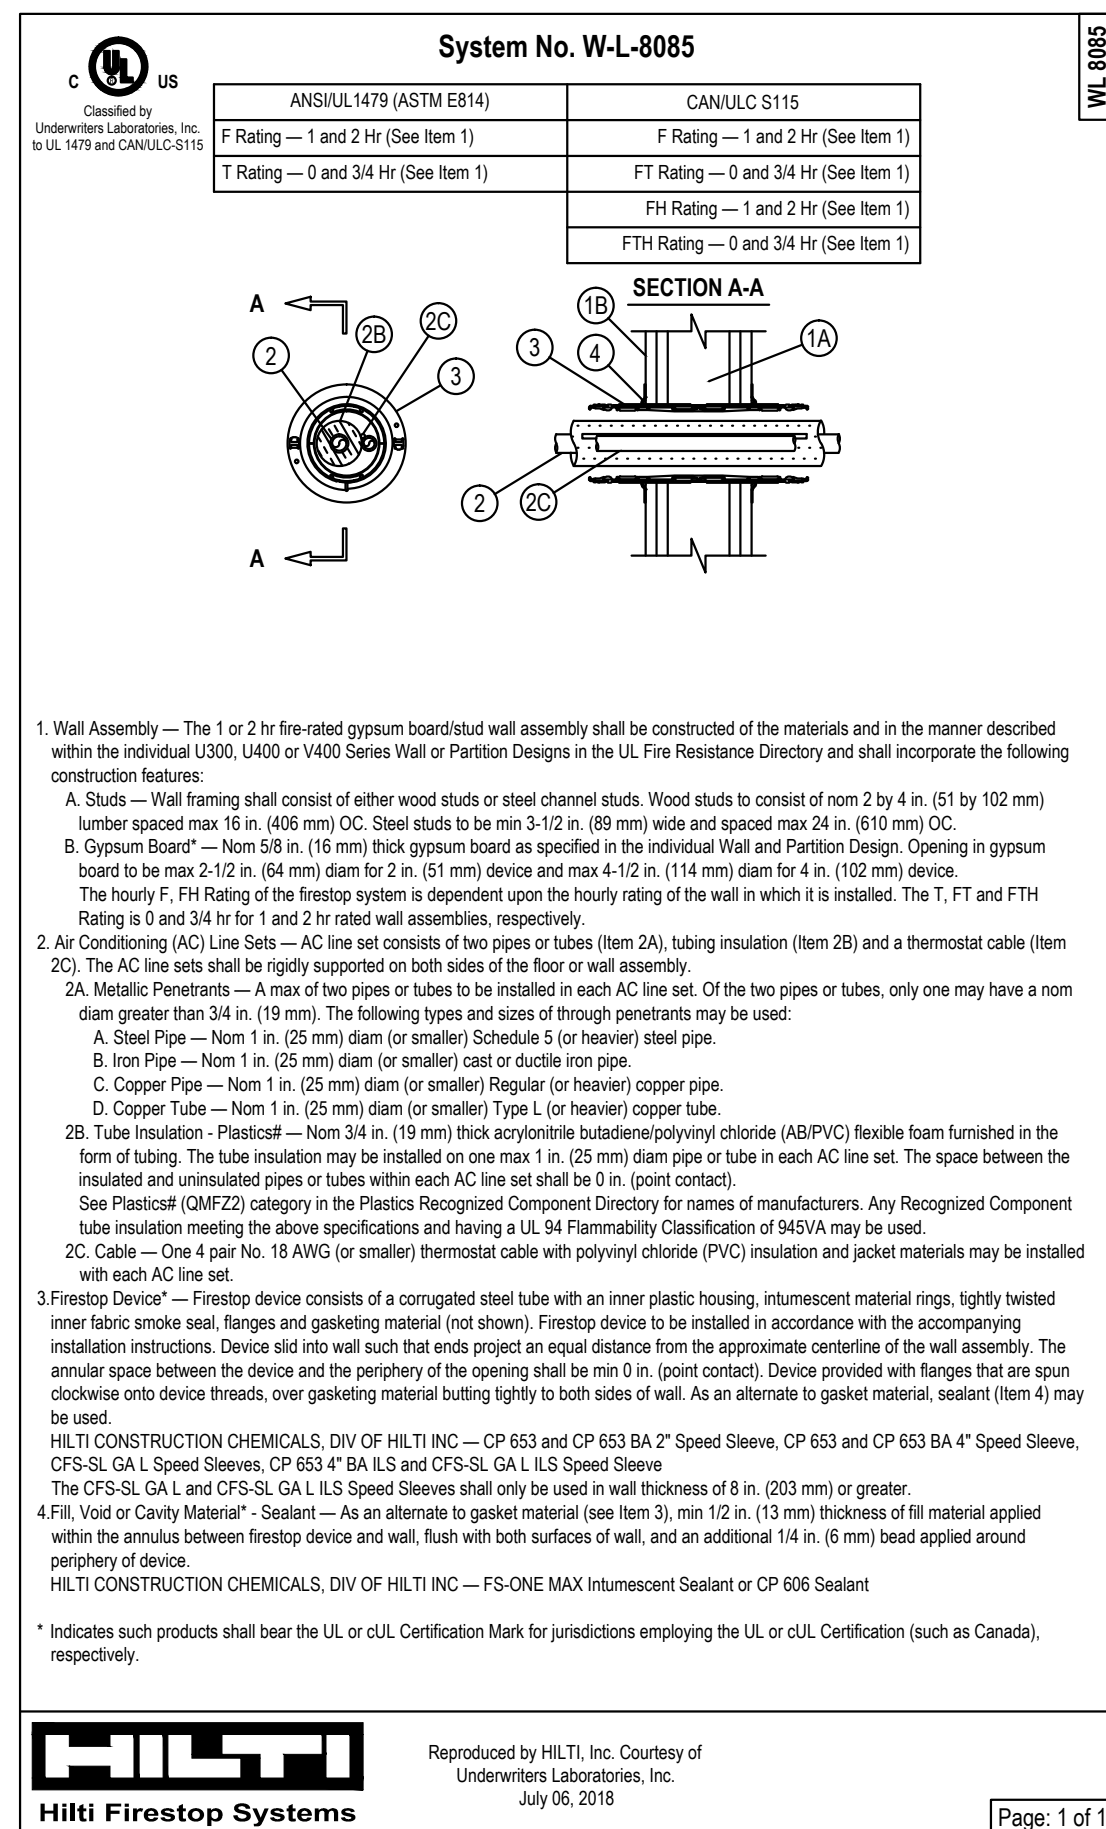 System No. W-L-8085
WL 8085
C UL US
Classified by
Underwriters Laboratories, Inc.
to UL 1479 and CAN/ULC-S115
ANSI/UL1479 (ASTM E814)
CAN/ULC S115
F Rating — 1 and 2 Hr (See Item 1)
F Rating — 1 and 2 Hr (See Item 1)
T Rating — 0 and 3/4 Hr (See Item 1)
FT Rating — 0 and 3/4 Hr (See Item 1)
FH Rating — 1 and 2 Hr (See Item 1)
FTH Rating — 0 and 3/4 Hr (See Item 1)
SECTION A-A
A
2
2B
2C
3
A
1B
3
4
1A
2
2C
1. Wall Assembly — The 1 or 2 hr fire-rated gypsum board/stud wall assembly shall be constructed of the materials and in the manner described
within the individual U300, U400 or V400 Series Wall or Partition Designs in the UL Fire Resistance Directory and shall incorporate the following
construction features:
A. Studs — Wall framing shall consist of either wood studs or steel channel studs. Wood studs to consist of nom 2 by 4 in. (51 by 102 mm)
lumber spaced max 16 in. (406 mm) OC. Steel studs to be min 3-1/2 in. (89 mm) wide and spaced max 24 in. (610 mm) OC.
B. Gypsum Board* — Nom 5/8 in. (16 mm) thick gypsum board as specified in the individual Wall and Partition Design. Opening in gypsum
board to be max 2-1/2 in. (64 mm) diam for 2 in. (51 mm) device and max 4-1/2 in. (114 mm) diam for 4 in. (102 mm) device.
The hourly F, FH Rating of the firestop system is dependent upon the hourly rating of the wall in which it is installed. The T, FT and FTH
Rating is 0 and 3/4 hr for 1 and 2 hr rated wall assemblies, respectively.
2. Air Conditioning (AC) Line Sets — AC line set consists of two pipes or tubes (Item 2A), tubing insulation (Item 2B) and a thermostat cable (Item
2C). The AC line sets shall be rigidly supported on both sides of the floor or wall assembly.
2A. Metallic Penetrants — A max of two pipes or tubes to be installed in each AC line set. Of the two pipes or tubes, only one may have a nom
diam greater than 3/4 in. (19 mm). The following types and sizes of through penetrants may be used:
A. Steel Pipe — Nom 1 in. (25 mm) diam (or smaller) Schedule 5 (or heavier) steel pipe.
B. Iron Pipe — Nom 1 in. (25 mm) diam (or smaller) cast or ductile iron pipe.
C. Copper Pipe — Nom 1 in. (25 mm) diam (or smaller) Regular (or heavier) copper pipe.
D. Copper Tube — Nom 1 in. (25 mm) diam (or smaller) Type L (or heavier) copper tube.
2B. Tube Insulation - Plastics# — Nom 3/4 in. (19 mm) thick acrylonitrile butadiene/polyvinyl chloride (AB/PVC) flexible foam furnished in the
form of tubing. The tube insulation may be installed on one max 1 in. (25 mm) diam pipe or tube in each AC line set. The space between the
insulated and uninsulated pipes or tubes within each AC line set shall be 0 in. (point contact).
See Plastics# (QMFZ2) category in the Plastics Recognized Component Directory for names of manufacturers. Any Recognized Component
tube insulation meeting the above specifications and having a UL 94 Flammability Classification of 945VA may be used.
2C. Cable — One 4 pair No. 18 AWG (or smaller) thermostat cable with polyvinyl chloride (PVC) insulation and jacket materials may be installed
with each AC line set.
3.Firestop Device* — Firestop device consists of a corrugated steel tube with an inner plastic housing, intumescent material rings, tightly twisted
inner fabric smoke seal, flanges and gasketing material (not shown). Firestop device to be installed in accordance with the accompanying
installation instructions. Device slid into wall such that ends project an equal distance from the approximate centerline of the wall assembly. The
annular space between the device and the periphery of the opening shall be min 0 in. (point contact). Device provided with flanges that are spun
clockwise onto device threads, over gasketing material butting tightly to both sides of wall. As an alternate to gasket material, sealant (Item 4) may
be used.
HILTI CONSTRUCTION CHEMICALS, DIV OF HILTI INC — CP 653 and CP 653 BA 2" Speed Sleeve, CP 653 and CP 653 BA 4" Speed Sleeve,
CFS-SL GA L Speed Sleeves, CP 653 4" BA ILS and CFS-SL GA L ILS Speed Sleeve
The CFS-SL GA L and CFS-SL GA L ILS Speed Sleeves shall only be used in wall thickness of 8 in. (203 mm) or greater.
4.Fill, Void or Cavity Material* - Sealant — As an alternate to gasket material (see Item 3), min 1/2 in. (13 mm) thickness of fill material applied
within the annulus between firestop device and wall, flush with both surfaces of wall, and an additional 1/4 in. (6 mm) bead applied around
periphery of device.
HILTI CONSTRUCTION CHEMICALS, DIV OF HILTI INC — FS-ONE MAX Intumescent Sealant or CP 606 Sealant
* Indicates such products shall bear the UL or cUL Certification Mark for jurisdictions employing the UL or cUL Certification (such as Canada),
respectively.
HILTI
Hilti Firestop Systems
Reproduced by HILTI, Inc. Courtesy of
Underwriters Laboratories, Inc.
July 06, 2018
Page: 1 of 1